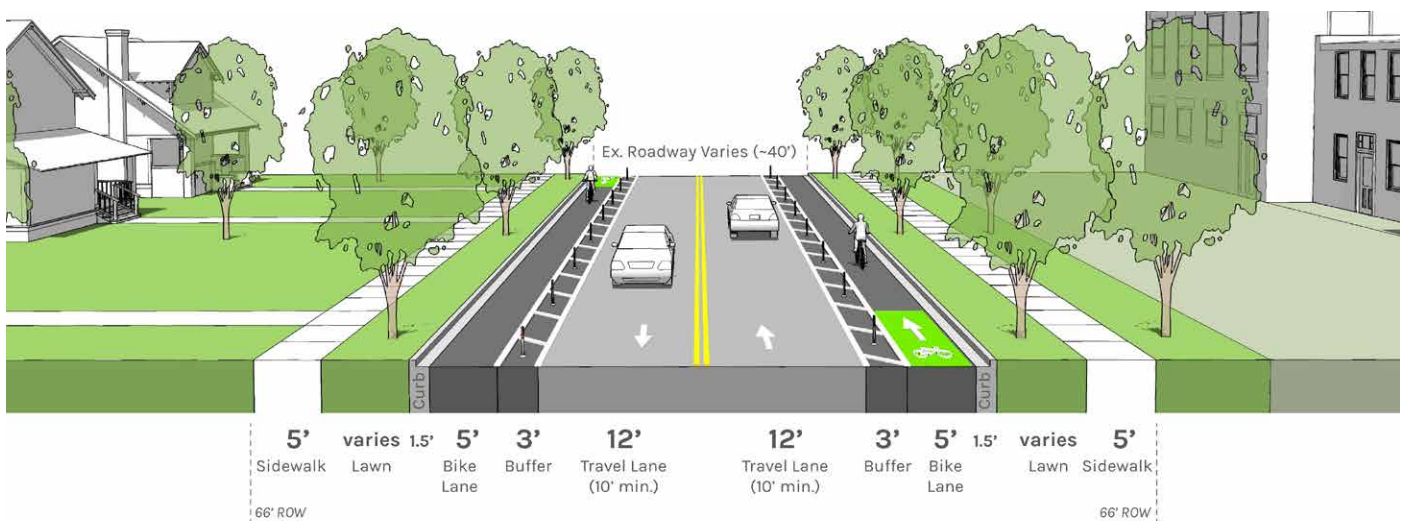 Ex. Roadway Varies (~40')
Curb
Curb
5' varies 1.5' 5' 3' 12' 12' 3' 5' 1.5' varies 5'
Sidewalk Lawn Bike Buffer Travel Lane Travel Lane Buffer Bike Lawn Sidewalk
Lane (10' min.) (10' min.) Lane
66' ROW 66' ROW